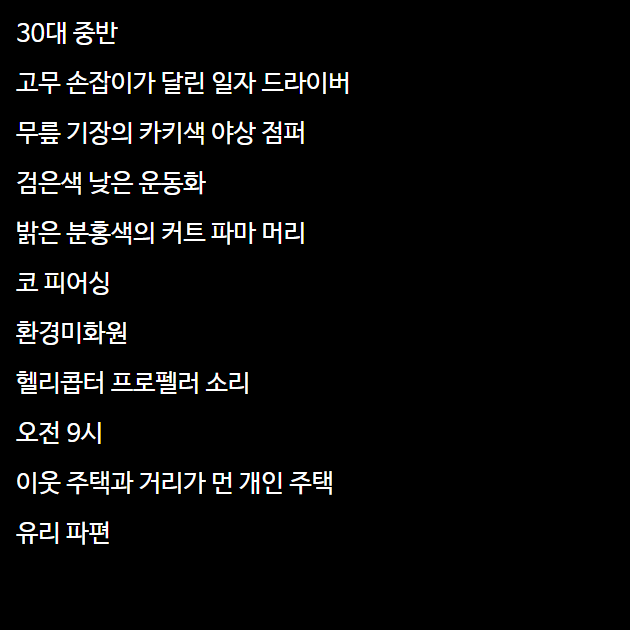 30대 중반
고무 손잡이가 달린 일자 드라이버
무릎 기장의 카키색 야상 점퍼
검은색 낮은 운동화
밝은 분홍색의 커트 파마 머리
코 피어싱
환경미화원
헬리콥터 프로펠러 소리
오전 9시
이웃 주택과 거리가 먼 개인 주택
유리 파편